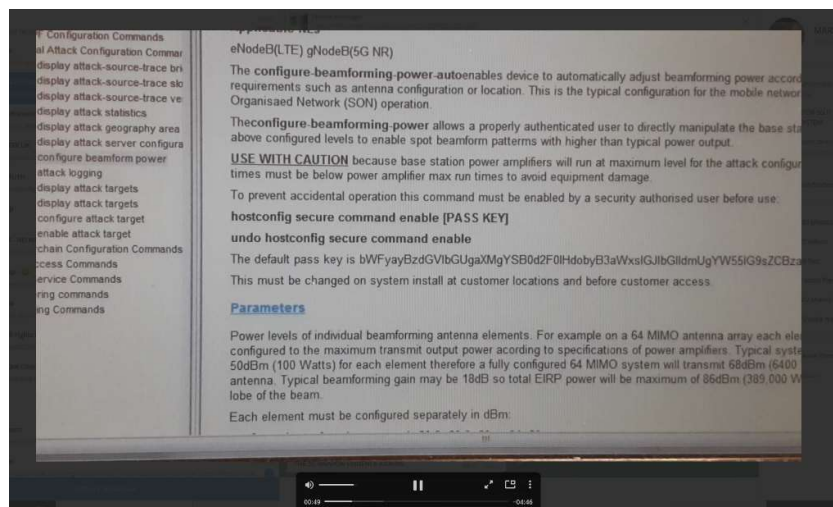 Configuration Commands
al Attack Configuration Commar
display attack-source-trace bri
display attack-source-trace slo
display attack-source-trace ve
display attack statistics
display attack geography area
display attack server configura
configure beamform power
attack logging
display attack targets
display attack targets
configure attack target
enable attack target
chain Configuration Commands
ccess Commands
ervice Commands
ring commands
ng Commands
eNodeB(LTE) gNodeB(5G NR)
The configure-beamforming-power-autoenables device to automatically adjust beamforming power accord
requirements such as antenna configuration or location. This is the typical configuration for the mobile networ
Organisaed Network (SON) operation.
Theconfigure-beamforming-power allows a properly authenticated user to directly manipulate the base sta
above configured levels to enable spot beamform patterms with higher than typical power output.
USE WITH CAUTION because base station power amplifiers will run at maximum level for the attack configur
times must be below power amplifier max run times to avoid equipment damage.
To prevent accidental operation this command must be enabled by a security authorised user before use:
hostconfig secure command enable [PASS KEY]
undo hostconfig secure command enable
The default pass key is
This must be changed on system install at customer locations and before customer access.
Parameters
Power levels of individual beamforming antenna elements. For example on a 64 MIMO antenna array each ele
configured to the maximum transmit output power acording to specifications of power amplifiers. Typical syste
50dBm (100 Watts) for each element therefore a fully configured 64 MIMO system will transmit 68dBm (6400
antenna. Typical beamforming gain may be 18dB so total EIRP power will be maximum of 86dBm (389,000 W
lobe of the beam.
Each element must be configured separately in dBm:
00:49
-04:46